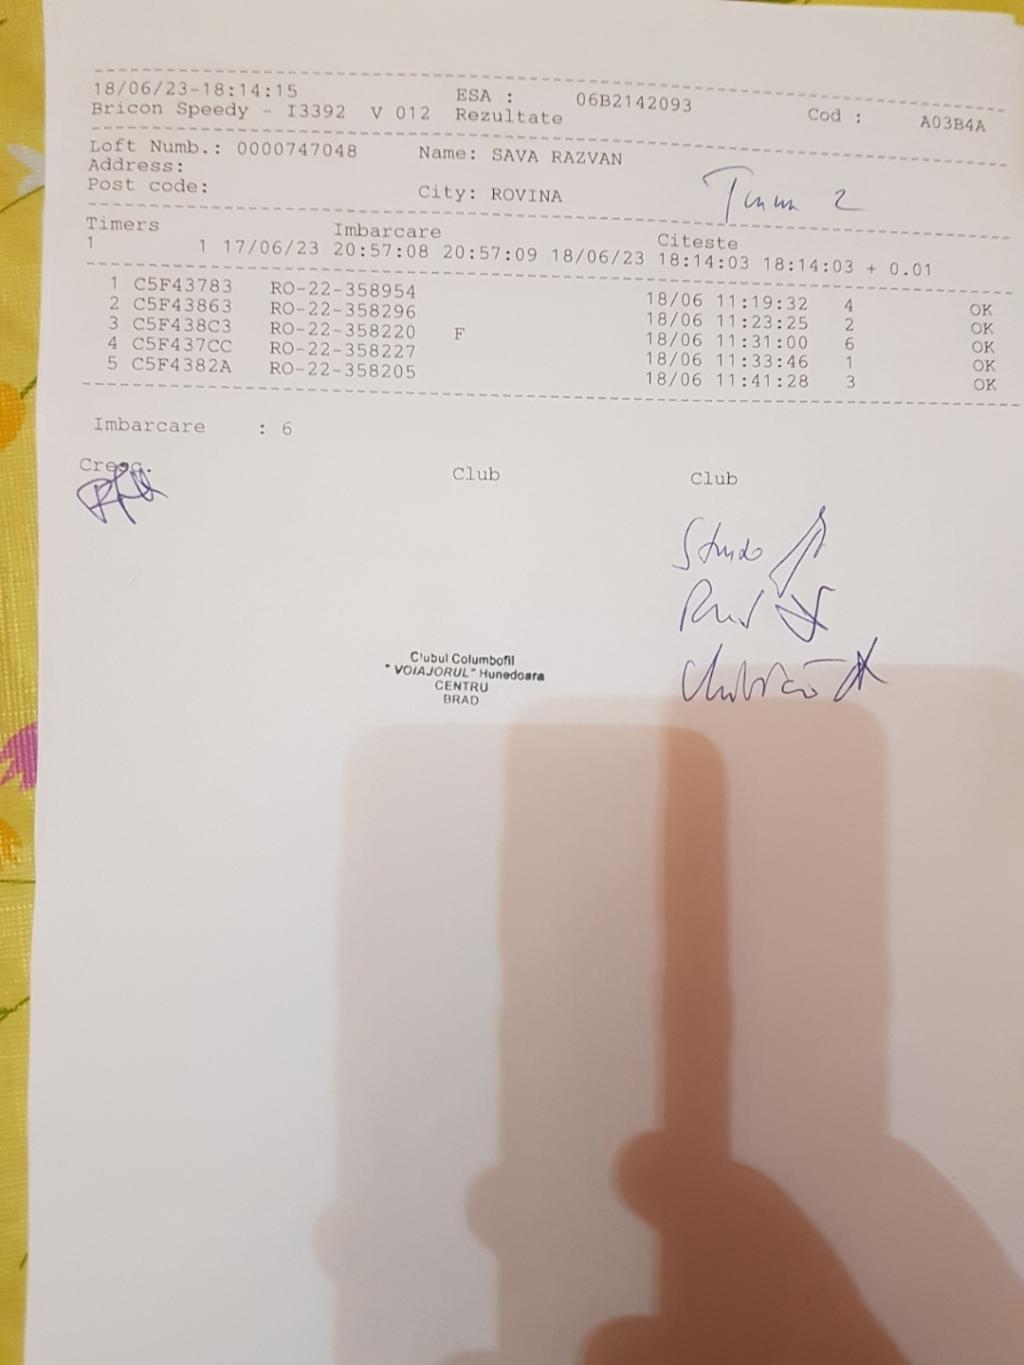 18/06/23-18:14:15 ESA : 06B2142093 Cod : A03B4A
Bricon Speedy - I3392 V 012 Rezultate
Loft Numb.: 0000747048 Name: SAVA RAZVAN
Address:
Post code: City: ROVINA
2
Timers Imbarcare Citeste
1 1 17/06/23 20:57:08 20:57:09 18/06/23 18:14:03 18:14:03 + 0.01
1 C5F43783 RO-22-358954 18/06 11:19:32 4 OK
2 C5F43863 RO-22-358296 18/06 11:23:25 2 OK
3 C5F438C3 RO-22-358220 F 18/06 11:31:00 6 OK
4 C5F437CC RO-22-358227 18/06 11:33:46 1 OK
5 C5F4382A RO-22-358205 18/06 11:41:28 3 OK
Imbarcare : 6
Club Club
Clubul Columbofil
"VOIAJORUL" Hunedoara
CENTRU
BRAD